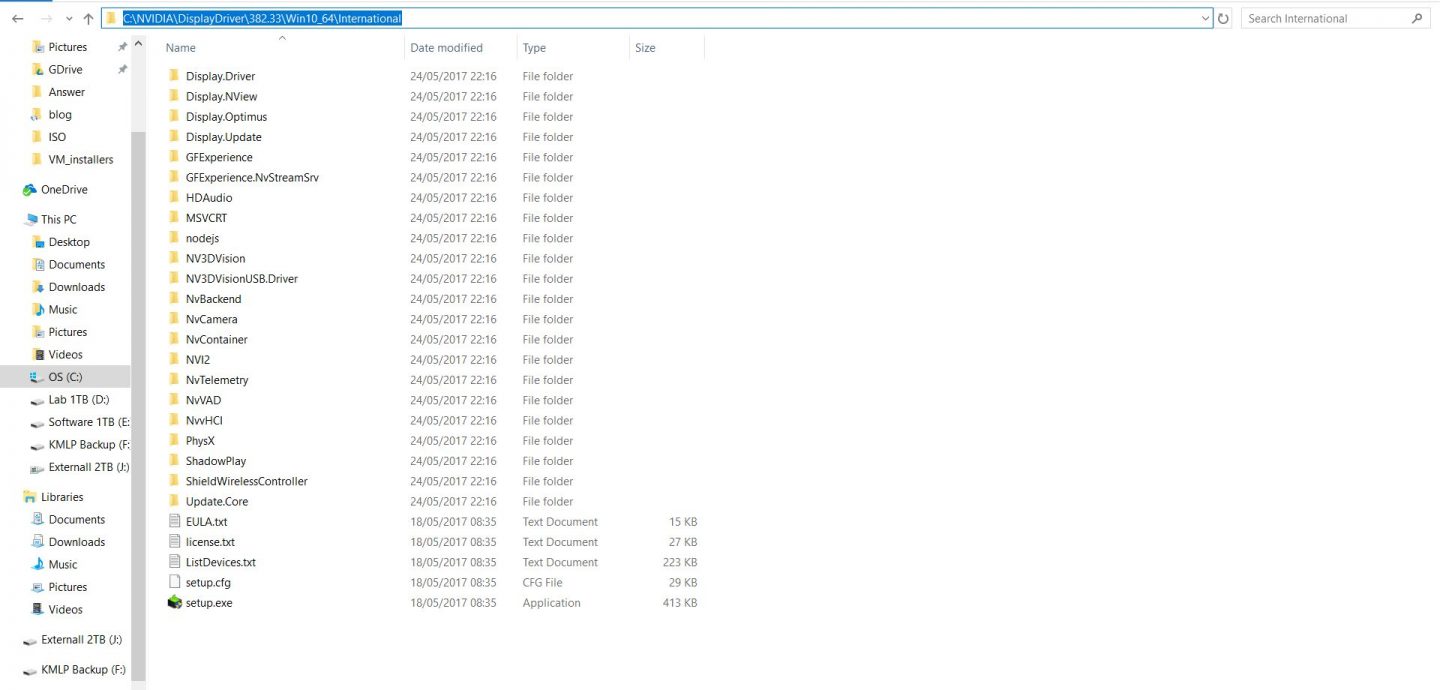 C:\NVIDIA\DisplayDriver\382.33\Win10_64\International
Search International
Pictures
GDrive
Answer
blog
ISO
VM_installers
OneDrive
This PC
Desktop
Documents
Downloads
Music
Pictures
Videos
OS (C:)
Lab 1TB (D:)
Software 1TB (E:
KMLP Backup (F:
Externall 2TB (J:)
Libraries
Documents
Downloads
Music
Pictures
Videos
Externall 2TB (J:)
KMLP Backup (F:)
Name Date modified Type Size
Display.Driver 24/05/2017 22:16 File folder
Display.NView 24/05/2017 22:16 File folder
Display.Optimus 24/05/2017 22:16 File folder
Display.Update 24/05/2017 22:16 File folder
GFExperience 24/05/2017 22:16 File folder
GFExperience.NvStreamSrv 24/05/2017 22:16 File folder
HDAudio 24/05/2017 22:16 File folder
MSVCRT 24/05/2017 22:16 File folder
nodejs 24/05/2017 22:16 File folder
NV3DVision 24/05/2017 22:16 File folder
NV3DVisionUSB.Driver 24/05/2017 22:16 File folder
NvBackend 24/05/2017 22:16 File folder
NvCamera 24/05/2017 22:16 File folder
NvContainer 24/05/2017 22:16 File folder
NVI2 24/05/2017 22:16 File folder
NvTelemetry 24/05/2017 22:16 File folder
NvVAD 24/05/2017 22:16 File folder
NvvHCI 24/05/2017 22:16 File folder
PhysX 24/05/2017 22:16 File folder
ShadowPlay 24/05/2017 22:16 File folder
ShieldWirelessController 24/05/2017 22:16 File folder
Update.Core 24/05/2017 22:16 File folder
EULA.txt 18/05/2017 08:35 Text Document 15 KB
license.txt 18/05/2017 08:35 Text Document 27 KB
ListDevices.txt 18/05/2017 08:35 Text Document 223 KB
setup.cfg 18/05/2017 08:35 CFG File 29 KB
setup.exe 18/05/2017 08:35 Application 413 KB